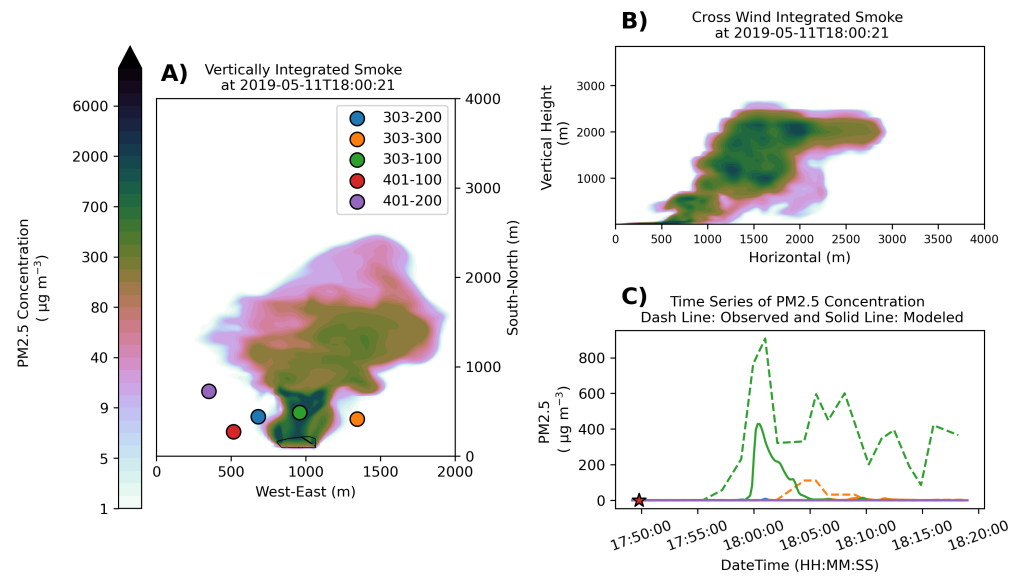 A)
Vertically Integrated Smoke
at 2019-05-11T18:00:21
6000
2000
700
300
80
40
9
5
1
PM2.5 Concentration
( μg m⁻³)
303-200
303-300
303-100
401-100
401-200
4000
3000
2000
1000
0
South-North (m)
0 500 1000 1500 2000
West-East (m)
B)
Cross Wind Integrated Smoke
at 2019-05-11T18:00:21
3000
2000
1000
Vertical Height
(m)
0 500 1000 1500 2000 2500 3000 3500 4000
Horizontal (m)
C)
Time Series of PM2.5 Concentration
Dash Line: Observed and Solid Line: Modeled
800
600
400
200
0
PM2.5
( μg m⁻³)
17:50:00 17:55:00 18:00:00 18:05:00 18:10:00 18:15:00 18:20:00
DateTime (HH:MM:SS)